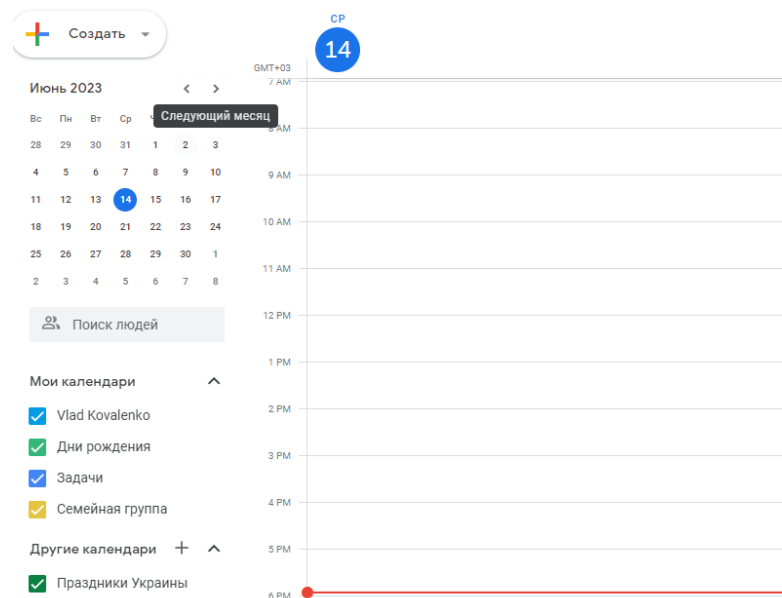 Создать
СР
14
GMT+03
Июнь 2023
Следующий месяц
Вс Пн Вт Ср
28 29 30 31 1 2 3
4 5 6 7 8 9 10
11 12 13 14 15 16 17
18 19 20 21 22 23 24
25 26 27 28 29 30 1
2 3 4 5 6 7 8
Поиск людей
Мои календари
Vlad Kovalenko
Дни рождения
Задачи
Семейная группа
Другие календари
Праздники Украины
7 AM
8 AM
9 AM
10 AM
11 AM
12 PM
1 PM
2 PM
3 PM
4 PM
5 PM
6 PM